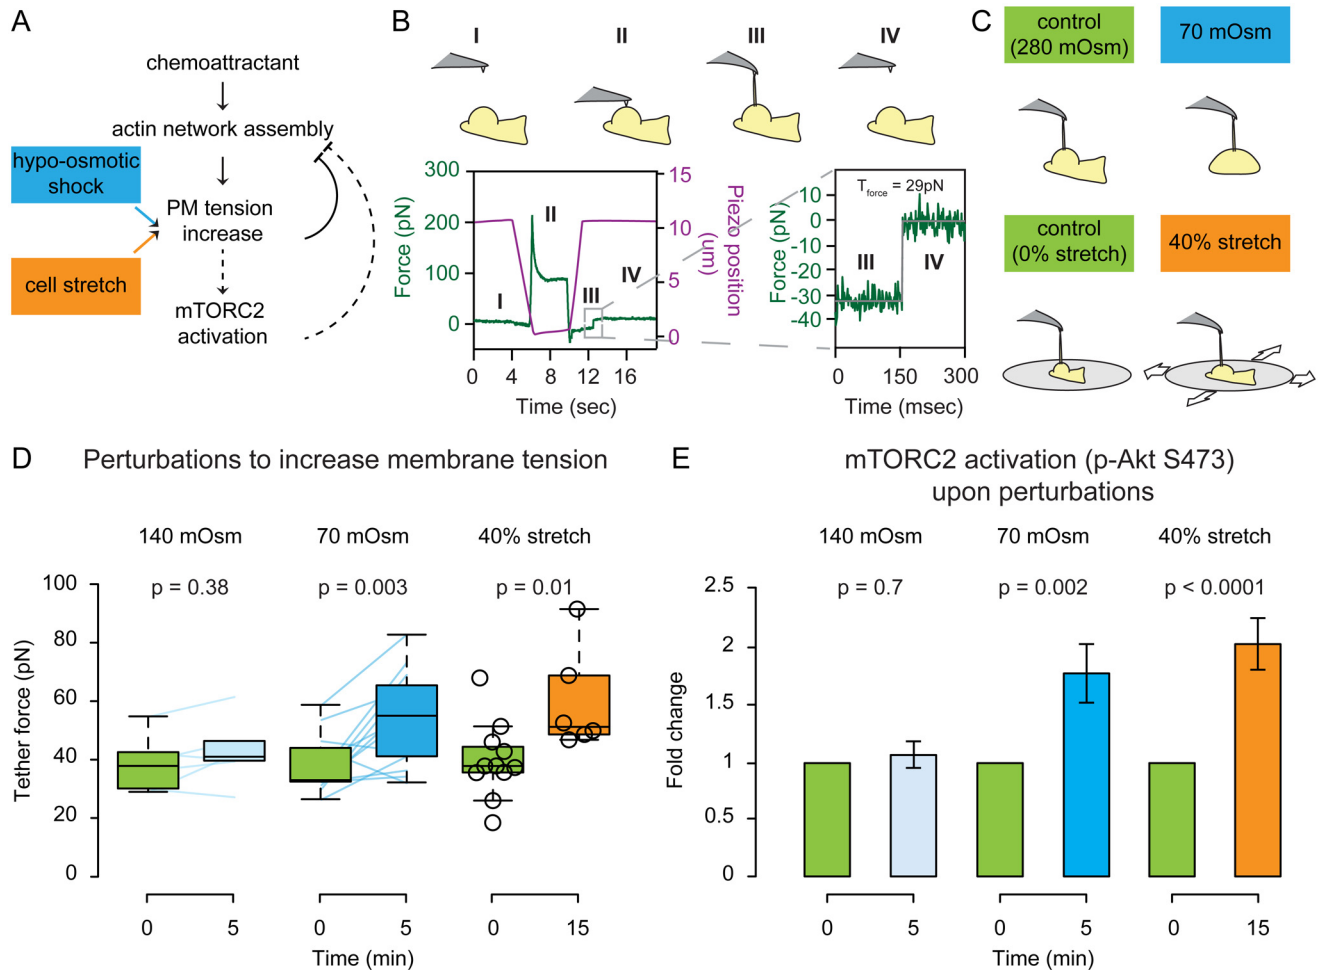 A
chemoattractant
actin network assembly
hypo-osmotic
shock
PM tension
increase
cell stretch
mTORC2
activation
B
I
II
III
IV
300
200
100
0
Force (pN)
I
II
III
IV
15
10
5
0
Piezo position
(um)
0
4
8
12
16
Time (sec)
T force = 29pN
10
0
-10
-20
-30
-40
Force (pN)
III
IV
0
150
300
Time (msec)
C
control
(280 mOsm)
70 mOsm
control
(0% stretch)
40% stretch
D
Perturbations to increase membrane tension
140 mOsm
70 mOsm
40% stretch
p = 0.38
p = 0.003
p = 0.01
100
80
60
40
20
0
Tether force (pN)
0
5
0
5
0
15
Time (min)
E
mTORC2 activation (p-Akt S473)
upon perturbations
140 mOsm
70 mOsm
40% stretch
p = 0.7
p = 0.002
p < 0.0001
2.5
2
1.5
1
0.5
0
Fold change
0
5
0
5
0
15
Time (min)